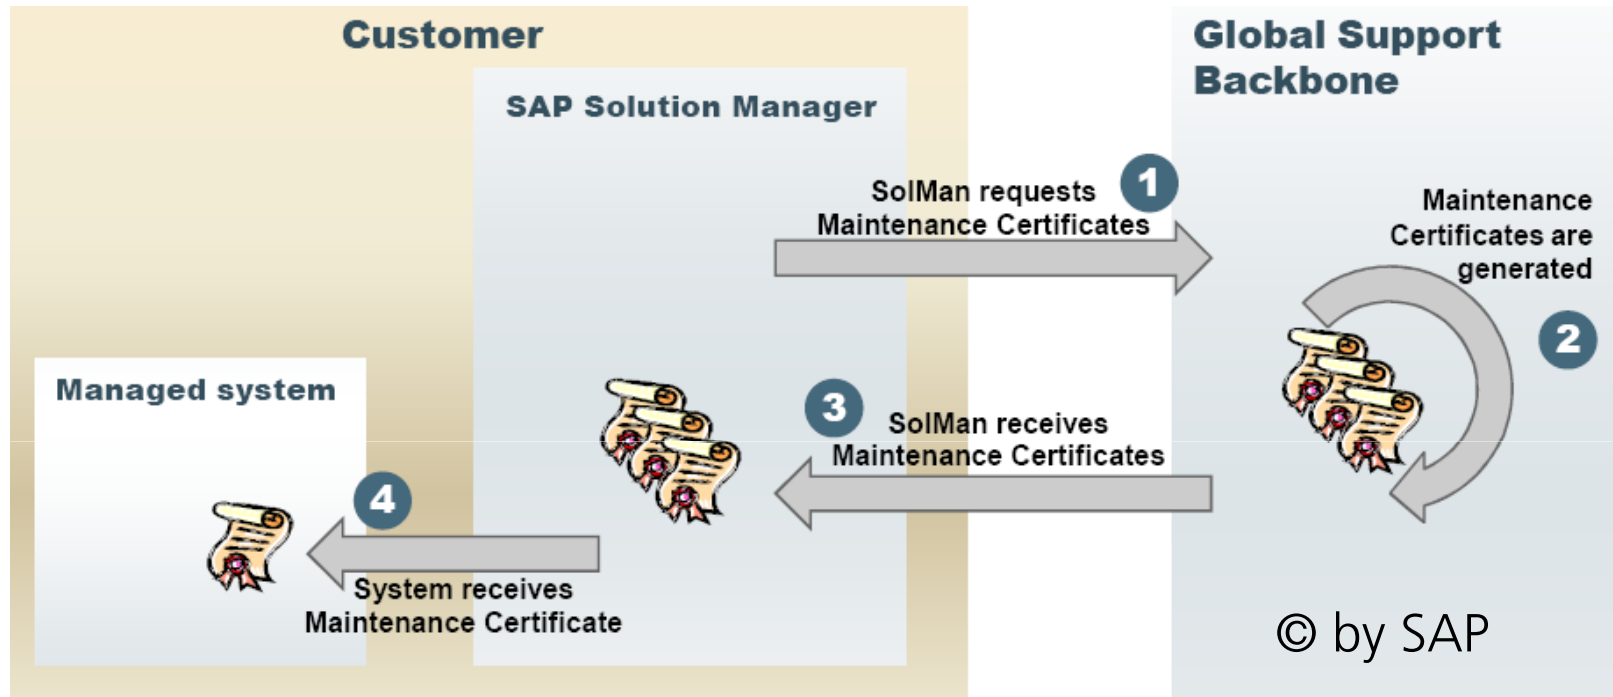 Customer
Global Support
Backbone
SAP Solution Manager
1
SolMan requests
Maintenance Certificates
Maintenance
Certificates are
generated
2
Managed system
3
SolMan receives
Maintenance Certificates
4
System receives
Maintenance Certificate
© by SAP